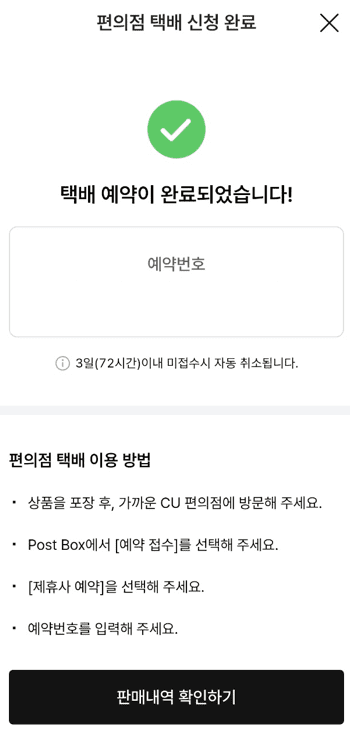 편의점 택배 신청 완료
택배 예약이 완료되었습니다!
예약번호
3일(72시간)이내 미접수시 자동 취소됩니다.
편의점 택배 이용 방법
· 상품을 포장 후, 가까운 CU 편의점에 방문해 주세요.
· Post Box에서 [예약 접수]를 선택해 주세요.
· [제휴사 예약]을 선택해 주세요.
· 예약번호를 입력해 주세요.
판매내역 확인하기